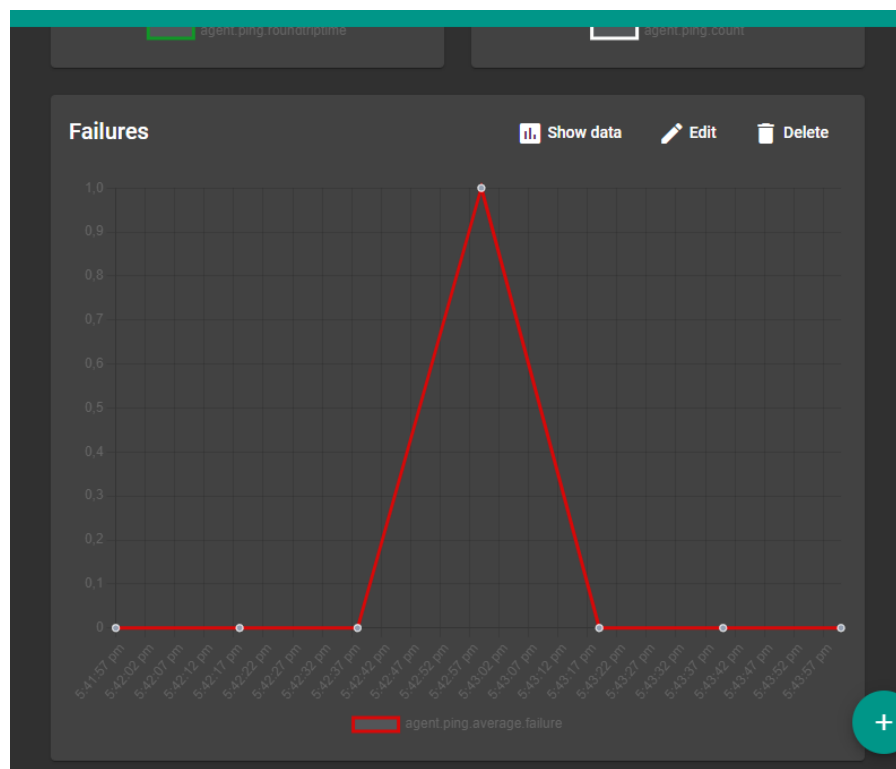 agent.ping.roundtriptime
agent.ping.count
Failures
Show data
Edit
Delete
1,0
0,9
0,8
0,7
0,6
0,5
0,4
0,3
0,2
0,1
0
5:41:57 pm
5:42:02 pm
5:42:07 pm
5:42:12 pm
5:42:17 pm
5:42:22 pm
5:42:27 pm
5:42:32 pm
5:42:37 pm
5:42:42 pm
5:42:47 pm
5:42:52 pm
5:42:57 pm
5:43:02 pm
5:43:07 pm
5:43:12 pm
5:43:17 pm
5:43:22 pm
5:43:27 pm
5:43:32 pm
5:43:37 pm
5:43:42 pm
5:43:47 pm
5:43:52 pm
5:43:57 pm
agent.ping.average.failure
+